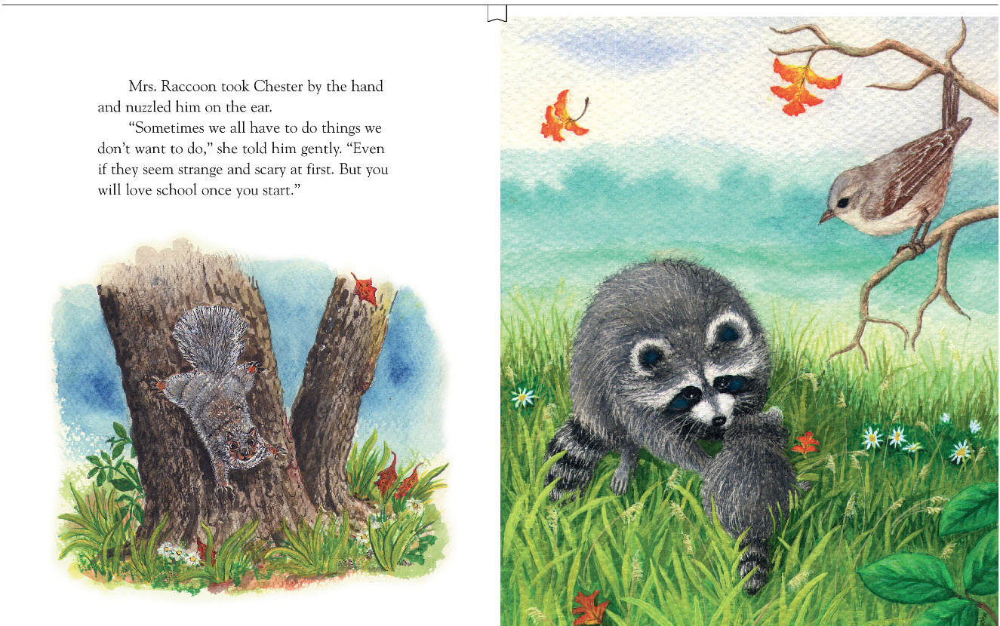 Mrs. Raccoon took Chester by the hand
and nuzzled him on the ear.
“Sometimes we all have to do things we
don’t want to do,” she told him gently. “Even
if they seem strange and scary at first. But you
will love school once you start.”